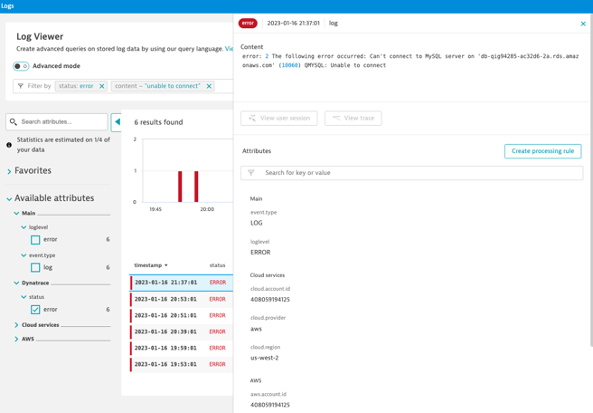 Logs
Log Viewer
Create advanced queries on stored log data by using our query language. Vie
Advanced mode
Filter by
status: error
content ~ "unable to connect"
Search attributes...
Statistics are estimated on 1/4 of
your data
Favorites
Available attributes
Main
loglevel
error 6
event.type
log 6
Dynatrace
status
error 6
Cloud services
AWS
6 results found
2
1
0
19:45 20:00
timestamp status
2023-01-16 21:37:01 ERROR
2023-01-16 20:53:01 ERROR
2023-01-16 20:51:01 ERROR
2023-01-16 20:39:01 ERROR
2023-01-16 19:59:01 ERROR
2023-01-16 19:53:01 ERROR
error 2023-01-16 21:37:01 log
Content
error: 2 The following error occurred: Can't connect to MySQL server on 'db-qig94285-ac32d6-2a.rds.amaz
onaws.com' (10060) QMYSQL: Unable to connect
View user session View trace
Attributes
Create processing rule
Search for key or value
Main
event.type
LOG
loglevel
ERROR
Cloud services
cloud.account.id
408059194125
cloud.provider
aws
cloud.region
us-west-2
AWS
aws.account.id
408059194125